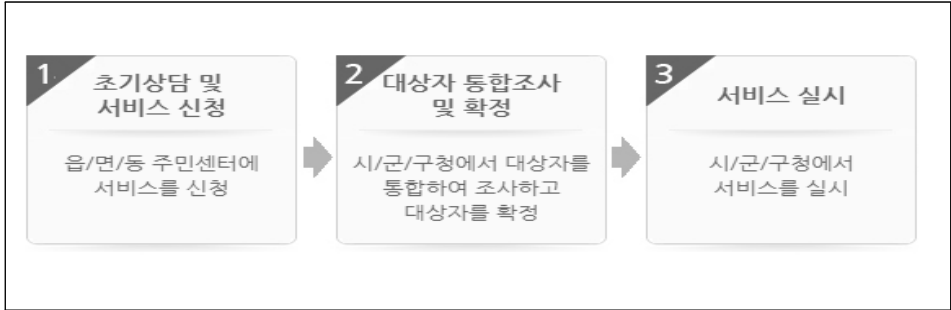 1
초기상담 및
서비스 신청
읍/면/동 주민센터에
서비스를 신청
2
대상자 통합조사
및 확정
시/군/구청에서 대상자를
통합하여 조사하고
대상자를 확정
3
서비스 실시
시/군/구청에서
서비스를 실시